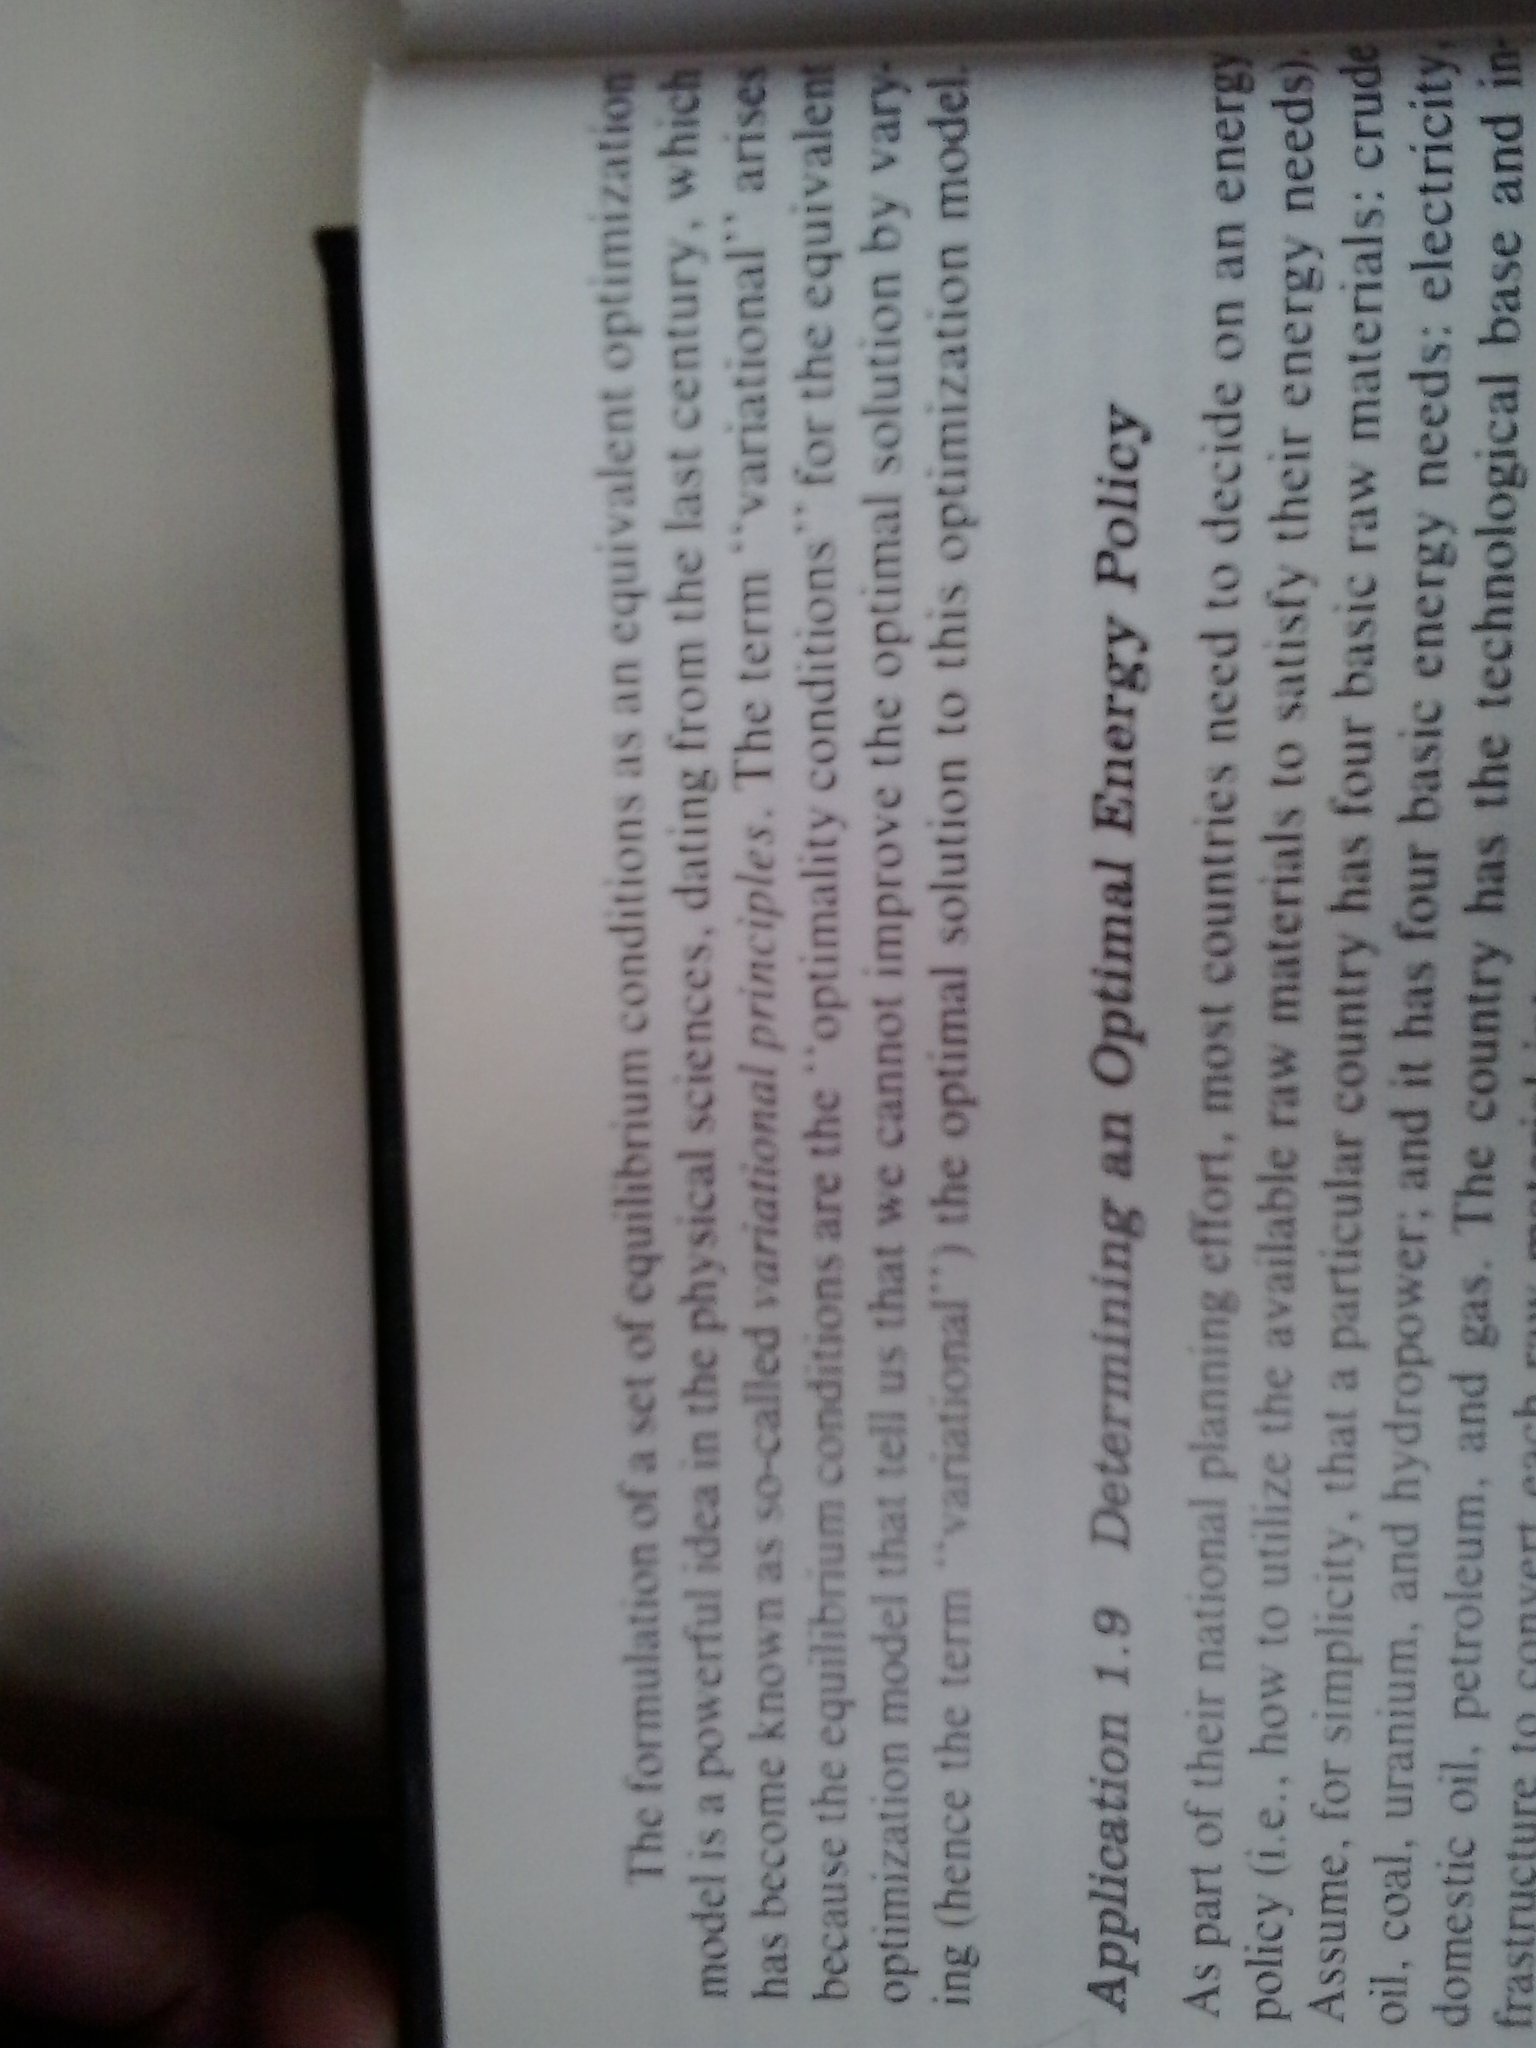 The formulation of a set of equilibrium conditions as an equivalent optimization
model is a powerful idea in the physical sciences, dating from the last century, which
has become known as so-called variational principles. The term ``variational'' arises
because the equilibrium conditions are the ``optimality conditions'' for the equivalent
optimization model that tell us that we cannot improve the optimal solution by vary-
ing (hence the term ``variational'') the optimal solution to this optimization model.
Application 1.9 Determining an Optimal Energy Policy
As part of their national planning effort, most countries need to decide on an energy
policy (i.e., how to utilize the available raw materials to satisfy their energy needs).
Assume, for simplicity, that a particular country has four basic raw materials: crude
oil, coal, uranium, and hydropower; and it has four basic energy needs: electricity,
domestic oil, petroleum, and gas. The country has the technological base and in-
frastructure to convert each raw material